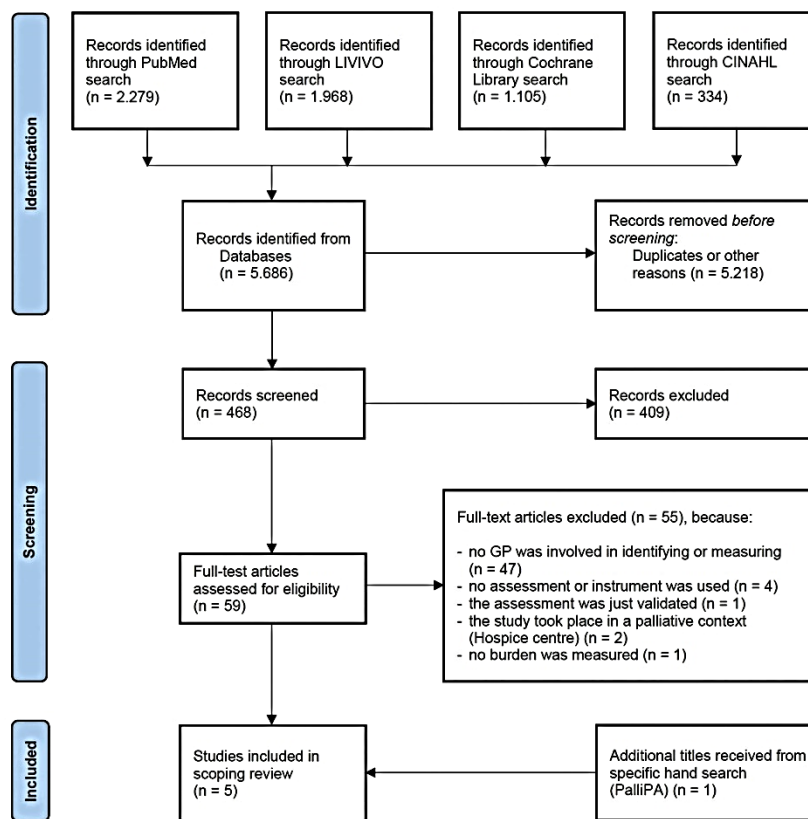 Identification
Records identified
through PubMed
search
(n = 2.279)
Records identified
through LIVIVO
search
(n = 1.968)
Records identified
through Cochrane
Library search
(n = 1.105)
Records identified
through CINAHL
search
(n = 334)
Records identified from
Databases
(n = 5.686)
Records removed before
screening:
Duplicates or other
reasons (n = 5.218)
Screening
Records screened
(n = 468)
Records excluded
(n = 409)
Full-test articles
assessed for eligibility
(n = 59)
Full-text articles excluded (n = 55), because:
- no GP was involved in identifying or measuring
(n = 47)
- no assessment or instrument was used (n = 4)
- the assessment was just validated (n = 1)
- the study took place in a palliative context
(Hospice centre) (n = 2)
- no burden was measured (n = 1)
Included
Studies included in
scoping review
(n = 5)
Additional titles received from
specific hand search
(PalliPA) (n = 1)